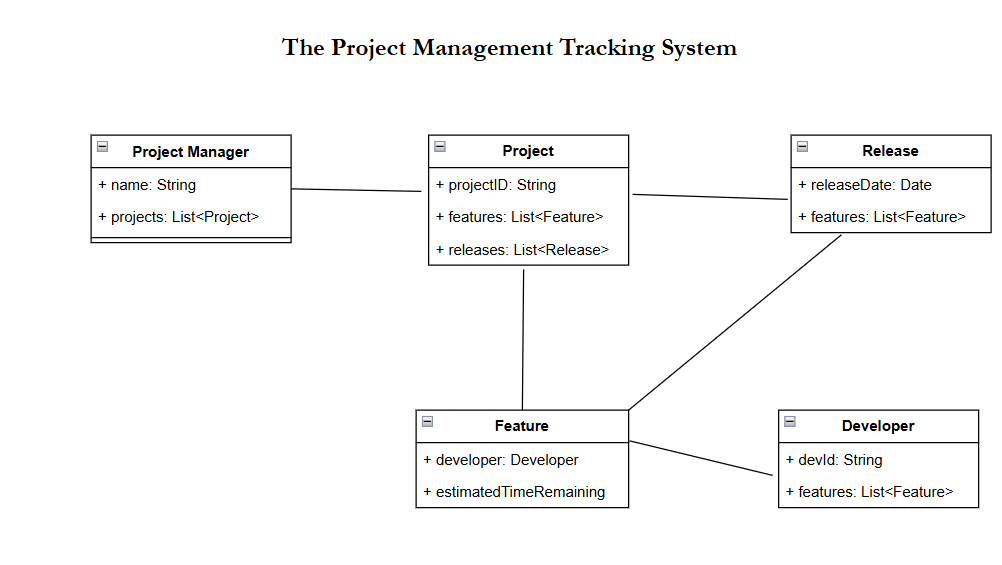 The Project Management Tracking System
Project Manager
+ name: String
+ projects: List<Project>
Project
+ projectID: String
+ features: List<Feature>
+ releases: List<Release>
Release
+ releaseDate: Date
+ features: List<Feature>
Feature
+ developer: Developer
+ estimatedTimeRemaining
Developer
+ devId: String
+ features: List<Feature>